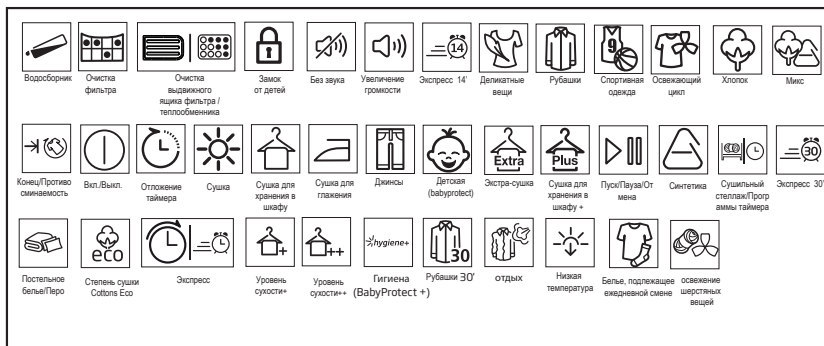 14
9
Водосборник
Очистка
фильтра
Очистка
выдвижного
ящика фильтра /
теплообменника
Замок
от детей
Без звука
Увеличение
громкости
Экспресс 14'
Деликатные
вещи
Рубашки
Спортивная
одежда
Освежающий
цикл
Хлопок
Микс
Extra
Plus
30
Конец/Противо
сминаемость
Вкл./Выкл.
Отложение
таймера
Сушка
Сушка для
хранения в
шкафу
Сушка для
глажения
Джинсы
Детская
(babyprotect)
Экстра-сушка
Сушка для
хранения в
шкафу +
Пуск/Пауза/От
мена
Синтетика
Сушильный
стеллаж/Прогр
аммы таймера
Экспресс 30'
eco
+
++
hygiene+
30
Постельное
белье/Перо
Степень сушки
Cottons Eco
Экспресс
Уровень
сухости+
Уровень
сухости++
Гигиена
(BabyProtect +)
Рубашки 30'
отдых
Низкая
температура
Белье, подлежащее
ежедневной смене
освежение
шерстяных
вещей